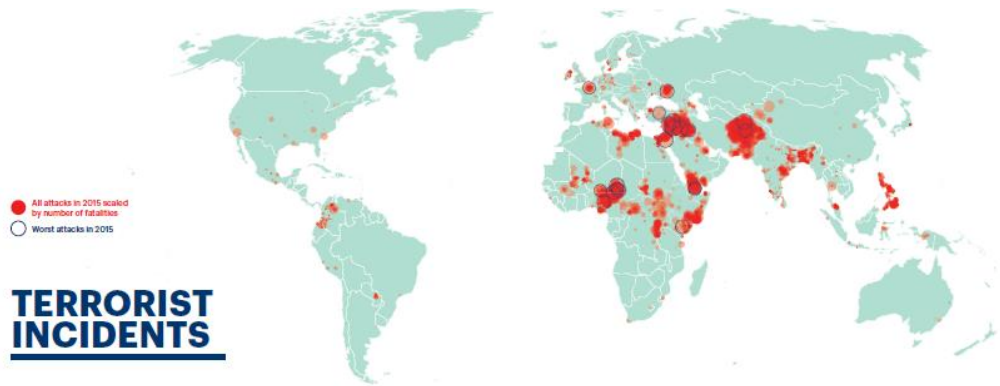 All attacks in 2015 scaled
by number of fatalities
Worst attacks in 2015
TERRORIST
INCIDENTS